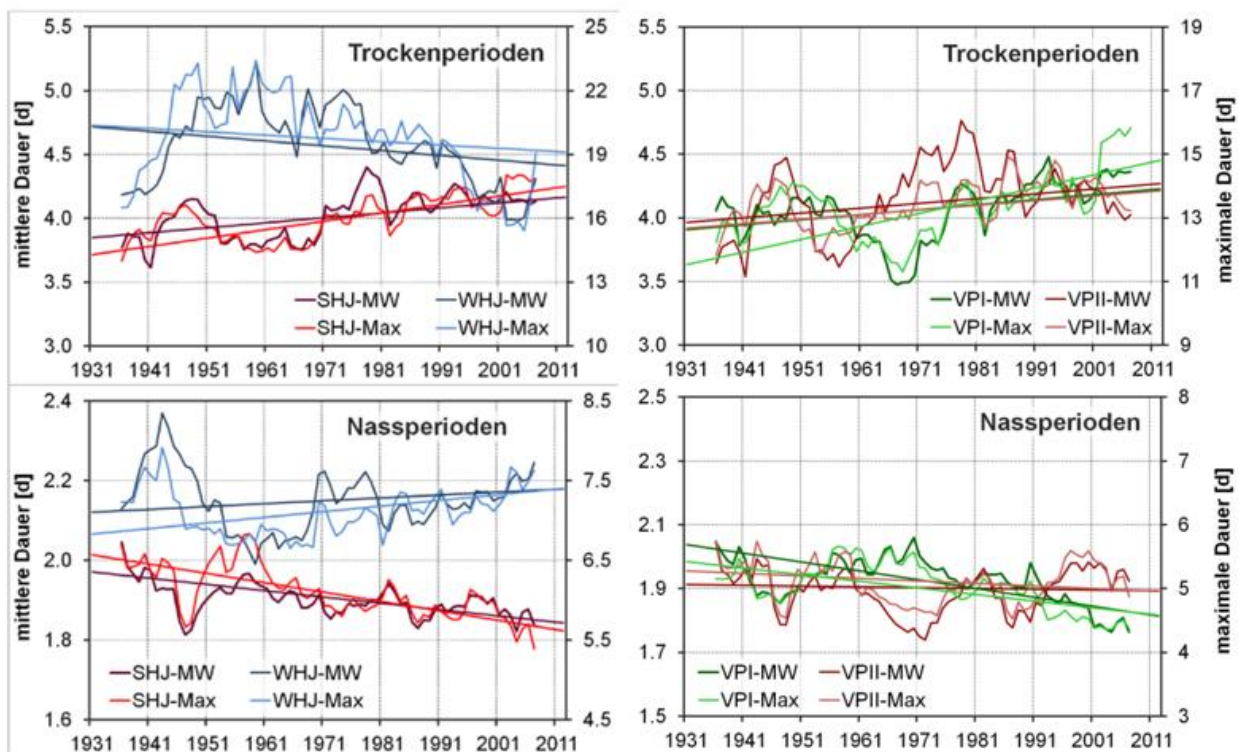 Trockenperioden
mittlere Dauer [d]
5.5
5.0
4.5
4.0
3.5
3.0
25
22
19
16
13
10
SHJ-MW WHJ-MW
SHJ-Max WHJ-Max
1931 1941 1951 1961 1971 1981 1991 2001 2011
Trockenperioden
5.5
5.0
4.5
4.0
3.5
3.0
19
17
15
13
11
9
maximale Dauer [d]
VPI-MW VPII-MW
VPI-Max VPII-Max
1931 1941 1951 1961 1971 1981 1991 2001 2011
Nassperioden
mittlere Dauer [d]
2.4
2.2
2.0
1.8
1.6
8.5
7.5
6.5
5.5
4.5
SHJ-MW WHJ-MW
SHJ-Max WHJ-Max
1931 1941 1951 1961 1971 1981 1991 2001 2011
Nassperioden
2.5
2.3
2.1
1.9
1.7
1.5
8
7
6
5
4
3
maximale Dauer [d]
VPI-MW VPII-MW
VPI-Max VPII-Max
1931 1941 1951 1961 1971 1981 1991 2001 2011